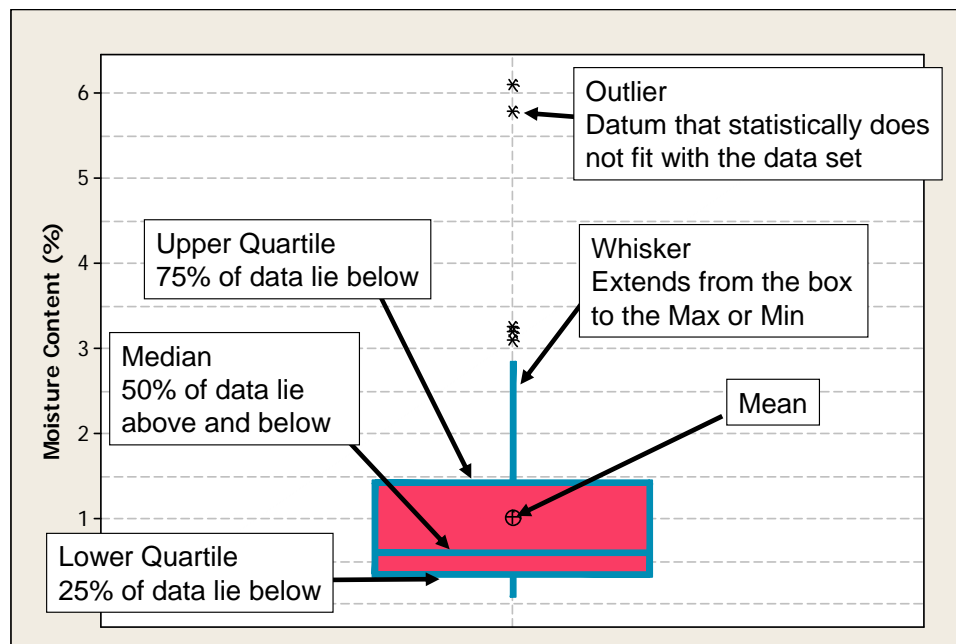 Moisture Content (%)
6
5
4
3
2
1
Outlier
Datum that statistically does
not fit with the data set
Upper Quartile
75% of data lie below
Whisker
Extends from the box
to the Max or Min
Median
50% of data lie
above and below
Mean
Lower Quartile
25% of data lie below